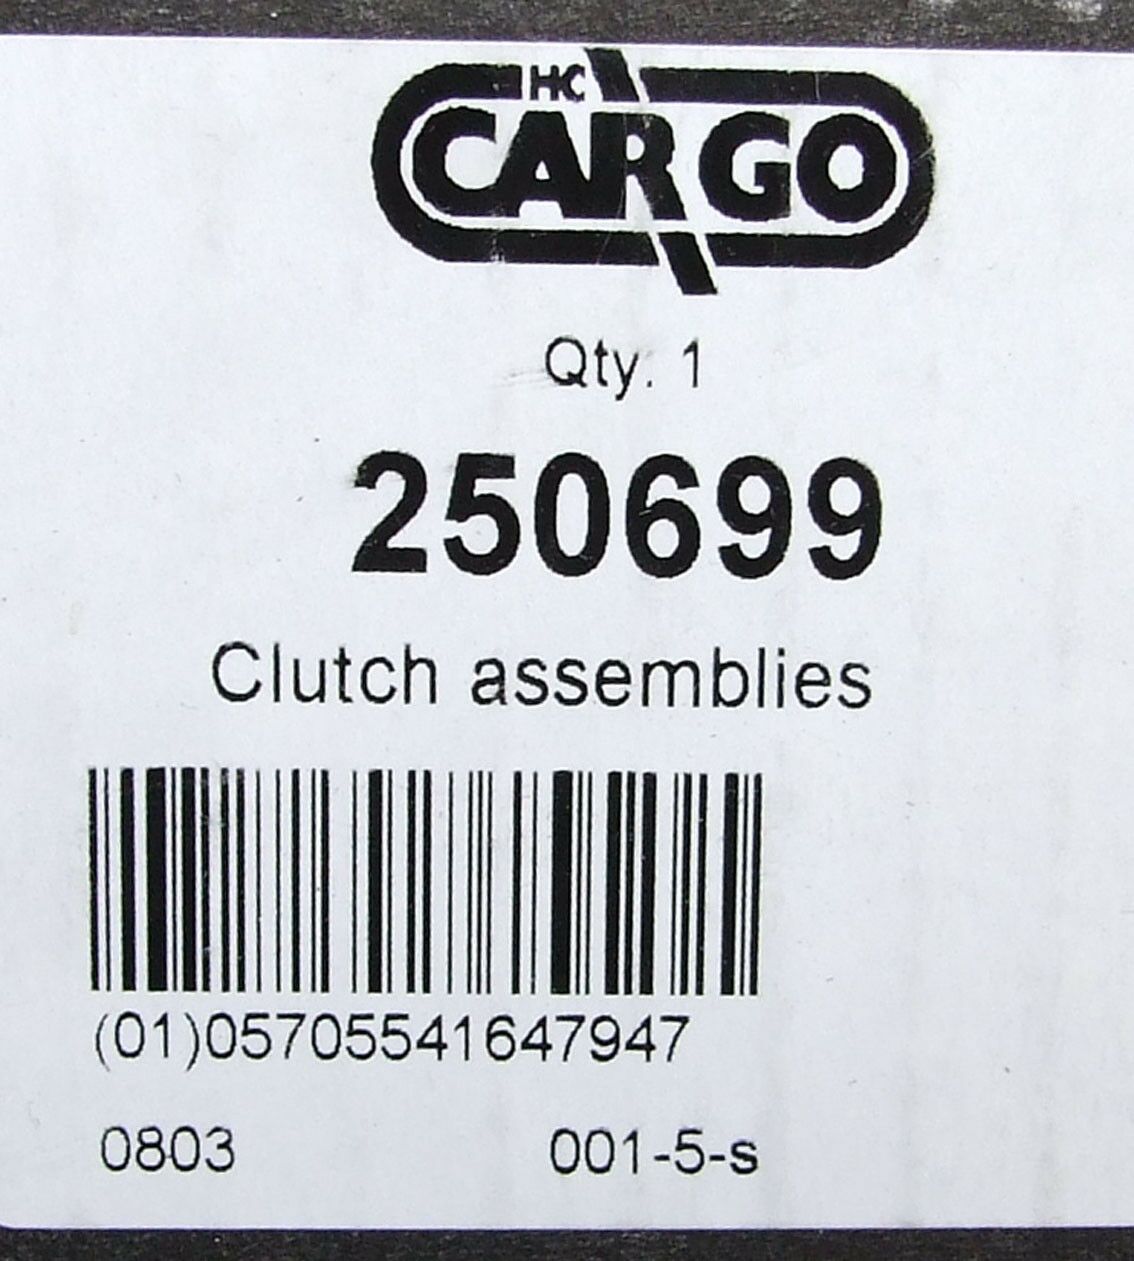 HC
CARGO
Qty. 1
250699
Clutch assemblies
(01)05705541647947
0803 001-5-s